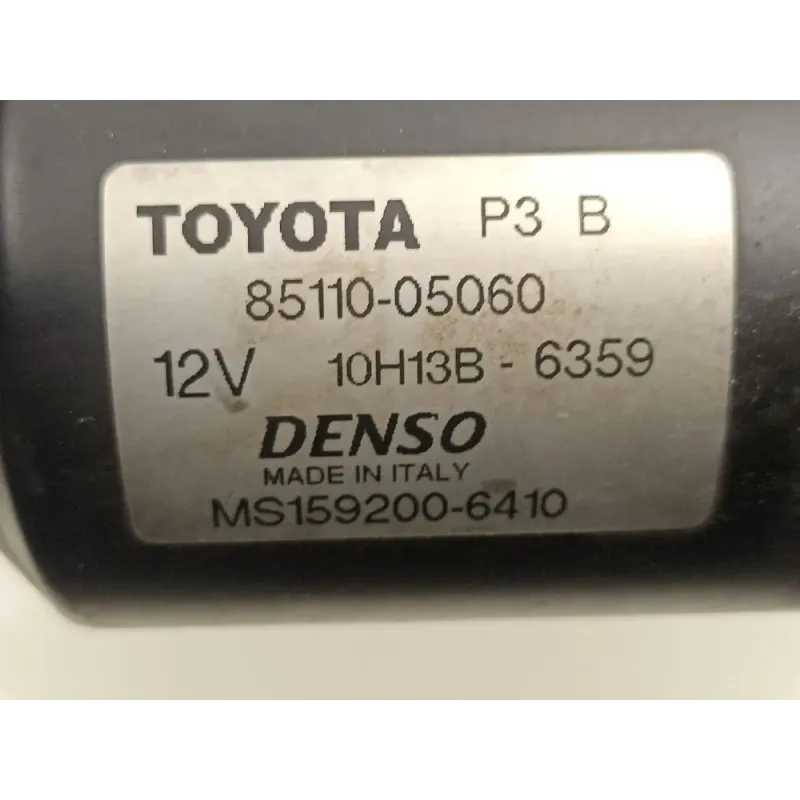 TOYOTA P3 B
85110-05060
12V 10H13B - 6359
DENSO
MADE IN ITALY
MS159200-6410